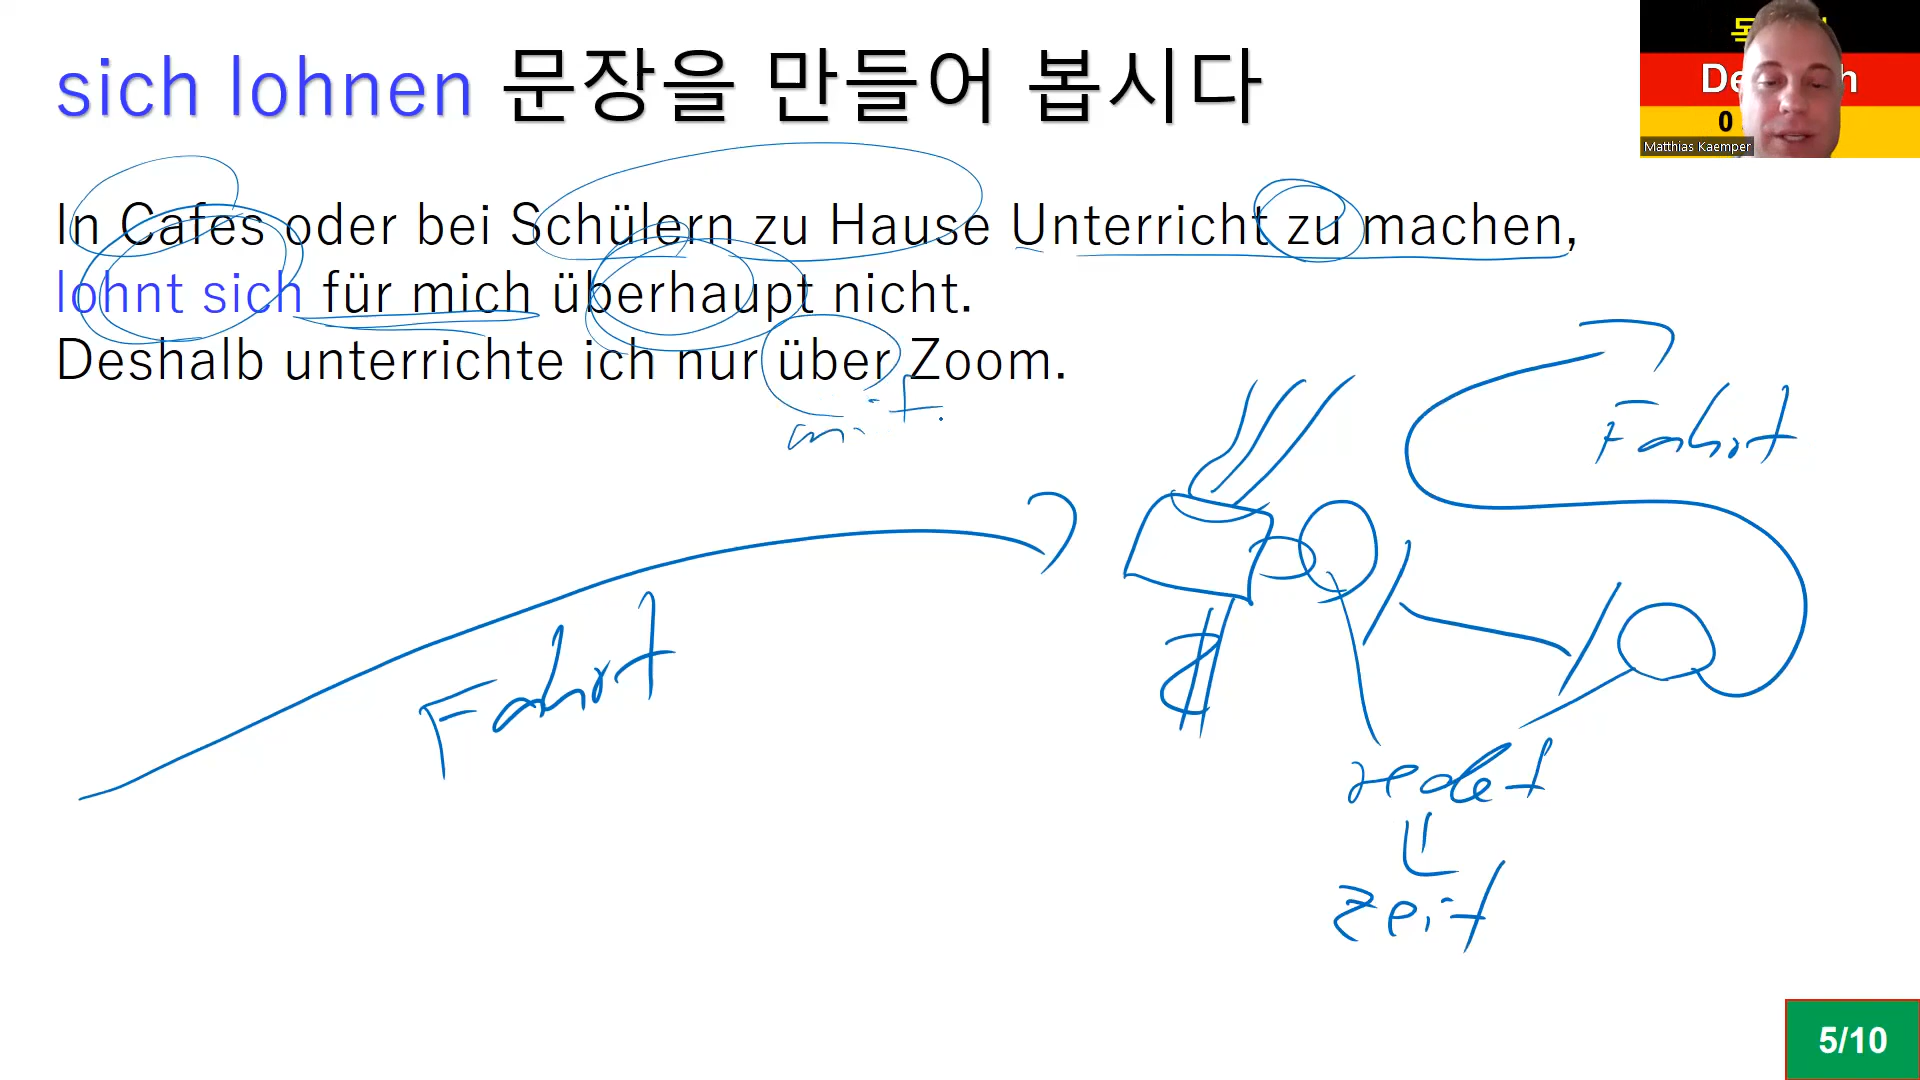 sich lohnen 문장을 만들어 봅시다
De h
0
Matthias Kaemper
In Cafes oder bei Schülern zu Hause Unterricht zu machen,
lohnt sich für mich überhaupt nicht.
Deshalb unterrichte ich nur über Zoom.
mit
Fahrt
Fahrt
redet
Zeit
5/10